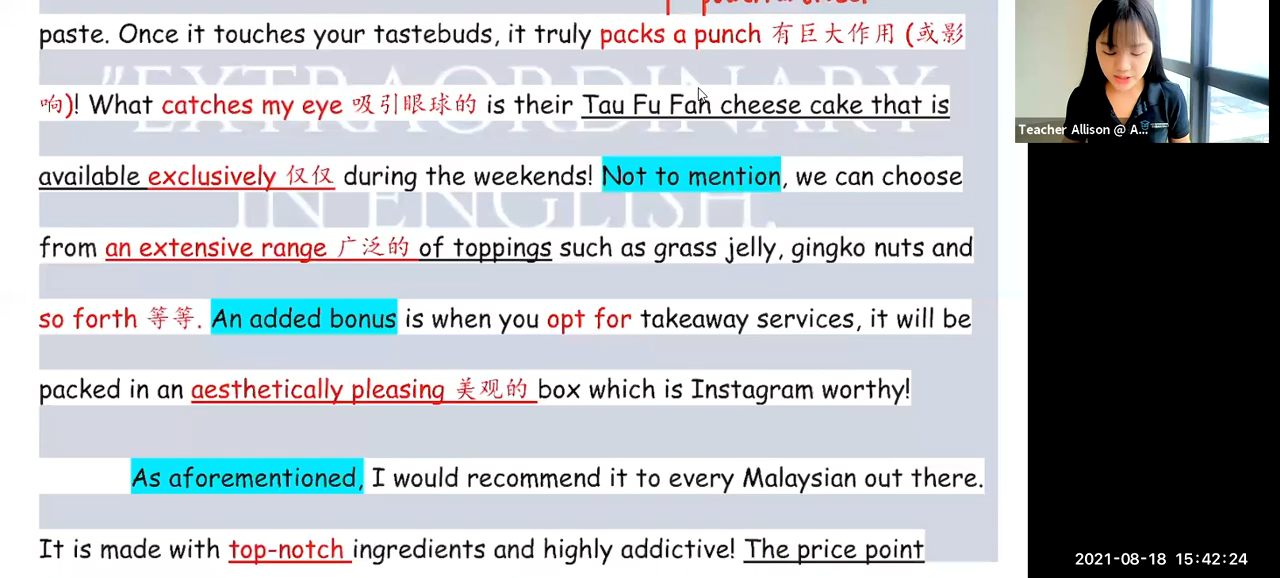 paste. Once it touches your tastebuds, it truly packs a punch 有巨大作用 (或影
"EXTRAORDINARY
响)! What catches my eye 吸引眼球的 is their Tau Fu Fah cheese cake that is
available exclusively 仅仅 during the weekends! Not to mention, we can choose
IN ENGLISH.
from an extensive range 广泛的 of toppings such as grass jelly, gingko nuts and
so forth 等等. An added bonus is when you opt for takeaway services, it will be
packed in an aesthetically pleasing 美观的 box which is Instagram worthy!
As aforementioned, I would recommend it to every Malaysian out there.
It is made with top-notch ingredients and highly addictive! The price point
Teacher Allison @ A...
2021-08-18 15:42:24